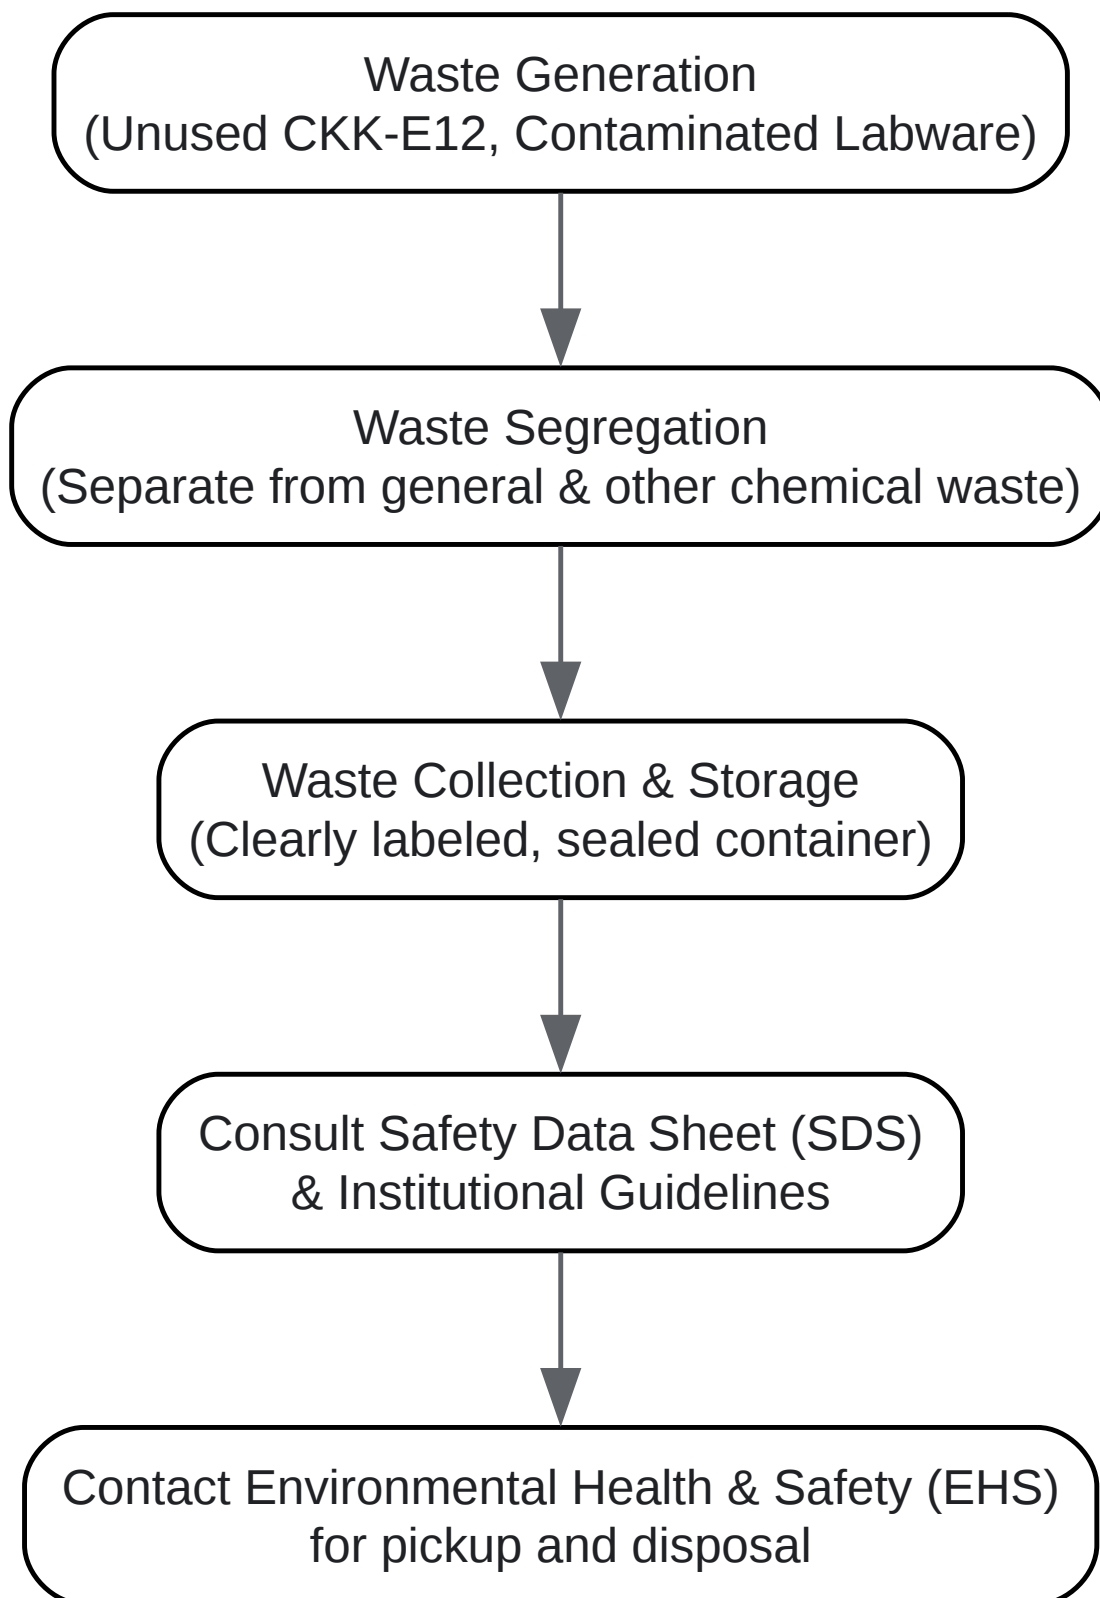 Waste Generation
(Unused CKK-E12, Contaminated Labware)
Waste Segregation
(Separate from general & other chemical waste)
Waste Collection & Storage
(Clearly labeled, sealed container)
Consult Safety Data Sheet (SDS)
& Institutional Guidelines
Contact Environmental Health & Safety (EHS)
for pickup and disposal